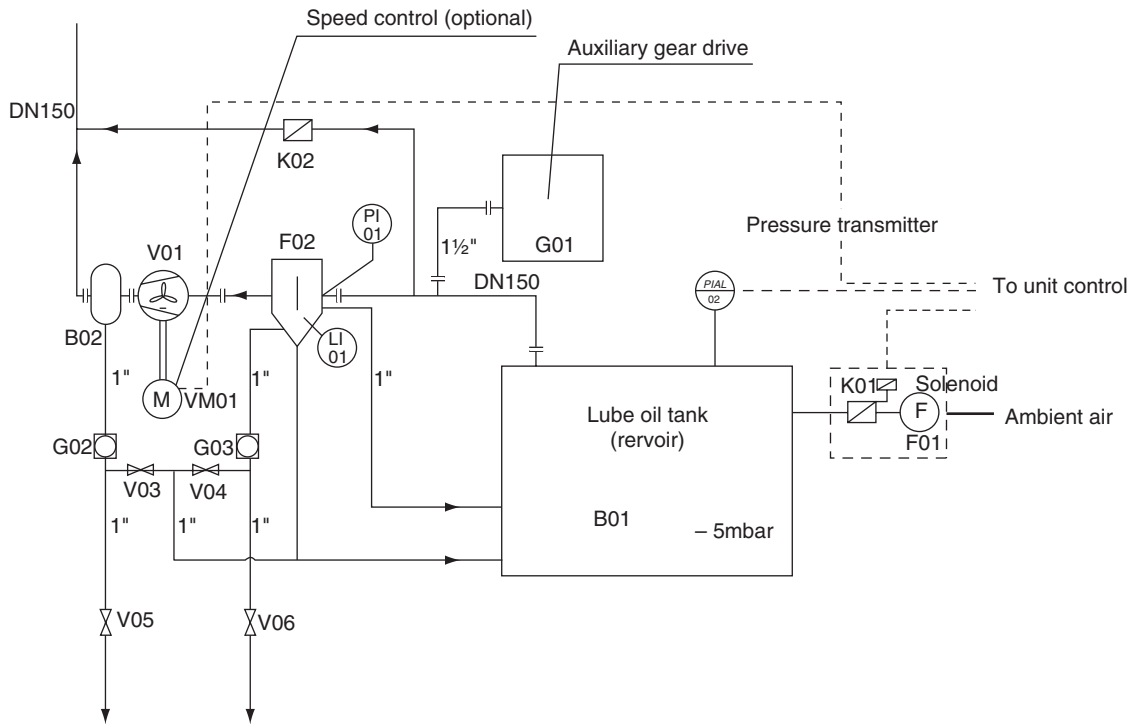 Speed control (optional)
Auxiliary gear drive
DN150
K02
PI
01
Pressure transmitter
V01
F02
1½"
G01
DN150
PIAL
02
To unit control
B02
LI
01
1"
M
VM01
1"
1"
K01
Solenoid
Lube oil tank
(rervoir)
F
Ambient air
F01
G02
G03
V03
V04
1"
1"
1"
B01
– 5mbar
V05
V06